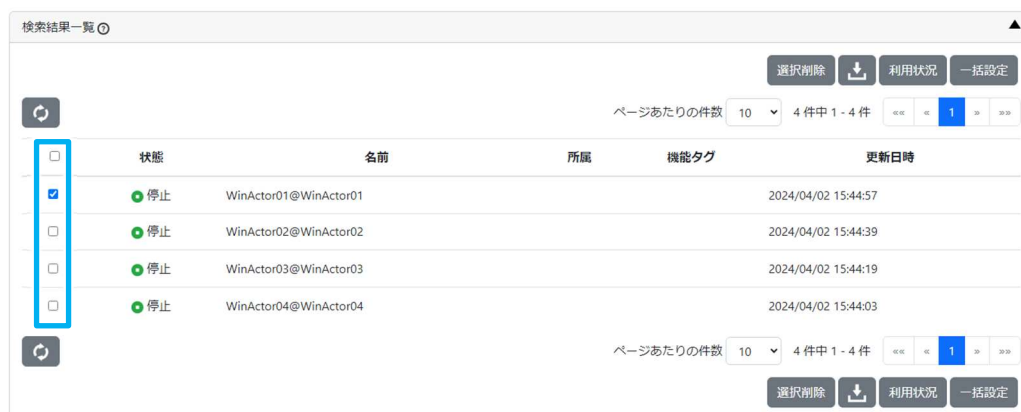 検索結果一覧 ?
選択削除 利用状況 一括設定
ページあたりの件数 10 4 件中 1 - 4 件 «« « 1 » »»
状態 名前 所属 機能タグ 更新日時
停止 WinActor01@WinActor01 2024/04/02 15:44:57
停止 WinActor02@WinActor02 2024/04/02 15:44:39
停止 WinActor03@WinActor03 2024/04/02 15:44:19
停止 WinActor04@WinActor04 2024/04/02 15:44:03
ページあたりの件数 10 4 件中 1 - 4 件 «« « 1 » »»
選択削除 利用状況 一括設定